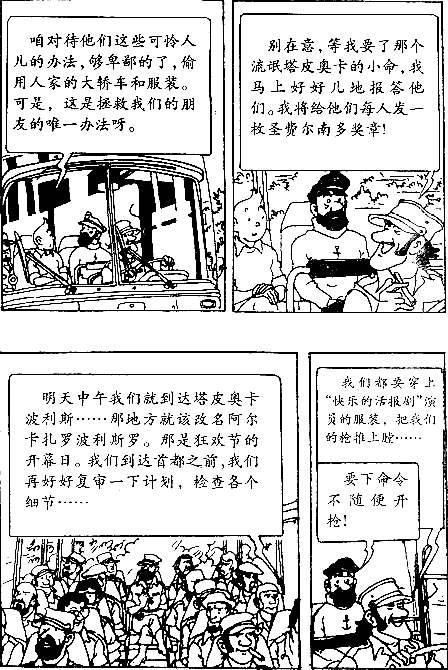 咱对待他们这些可怜人
儿的办法，够卑鄙的了，偷
用人家的大轿车和服装。
可是，这是拯救我们的朋
友的唯一办法呀。
别在意，等我要了那个
流氓塔皮奥卡的小命，我
马上好好儿地报答他
们。我将给他们每人发一
枚圣费尔南多奖章！
明天中午我们就到达塔皮奥卡
波利斯……那地方就该改名阿尔
卡扎罗波利斯罗。那是狂欢节的
开幕日。我们到达首都之前，我们
再好好复审一下计划，检查各个
细节……
我们都要穿上
“快乐的活报剧”演
员的服装，把我们
的枪推上膛……
要下命令
不随便开
枪！